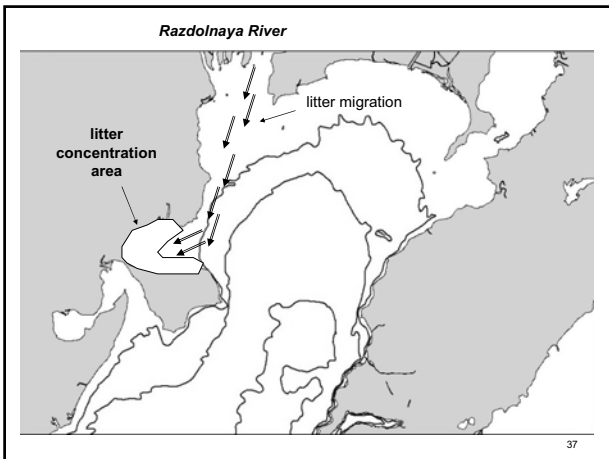 Razdolnaya River
litter migration
litter
concentration
area
37